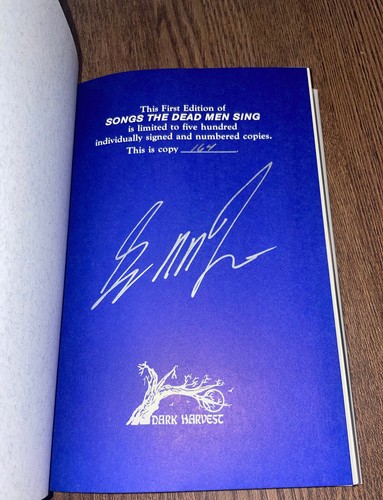 This First Edition of
SONGS THE DEAD MEN SING
is limited to five hundred
individually signed and numbered copies.
This is copy 164.
DARK HARVEST